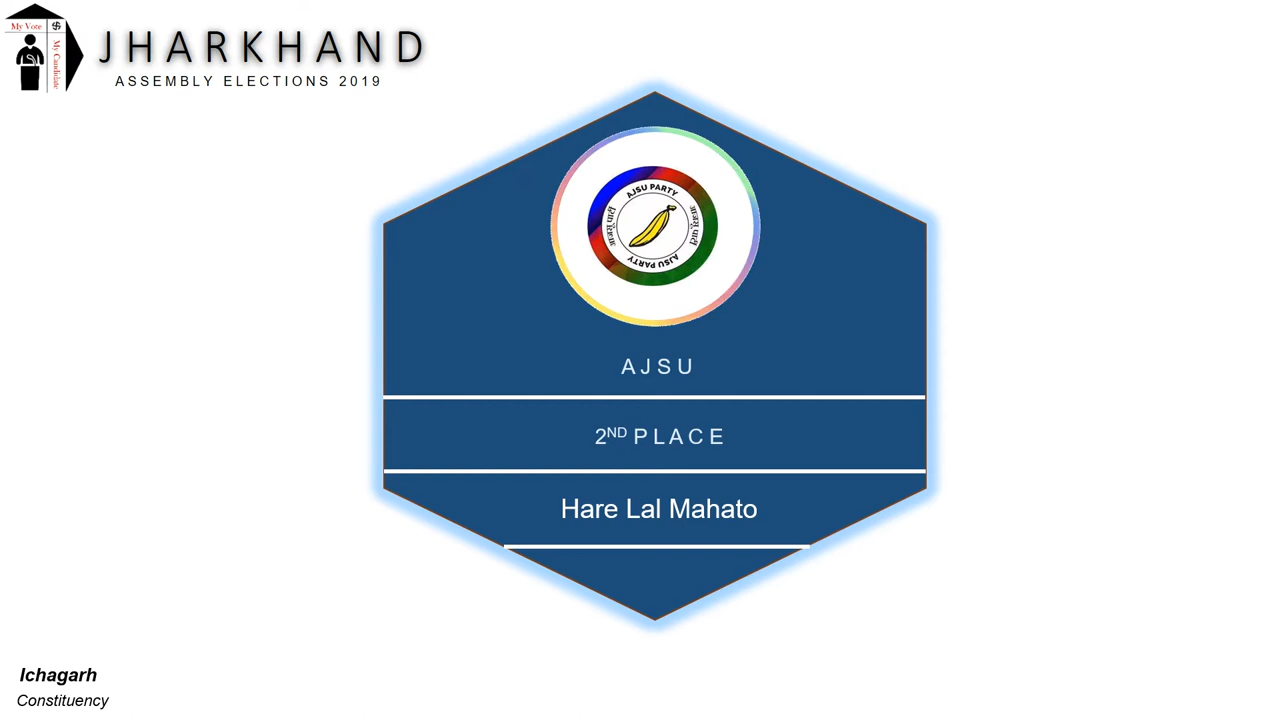 My Vote
My Candidate
JHARKHAND
ASSEMBLY ELECTIONS 2019
AJSU PARTY
AJSU PARTY
AJSU
2ND PLACE
Hare Lal Mahato
Ichagarh
Constituency